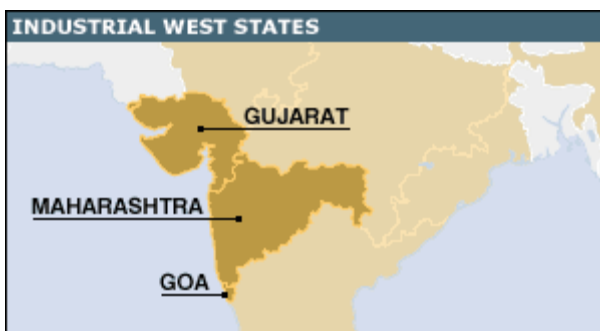 INDUSTRIAL WEST STATES
GUJARAT
MAHARASHTRA
GOA